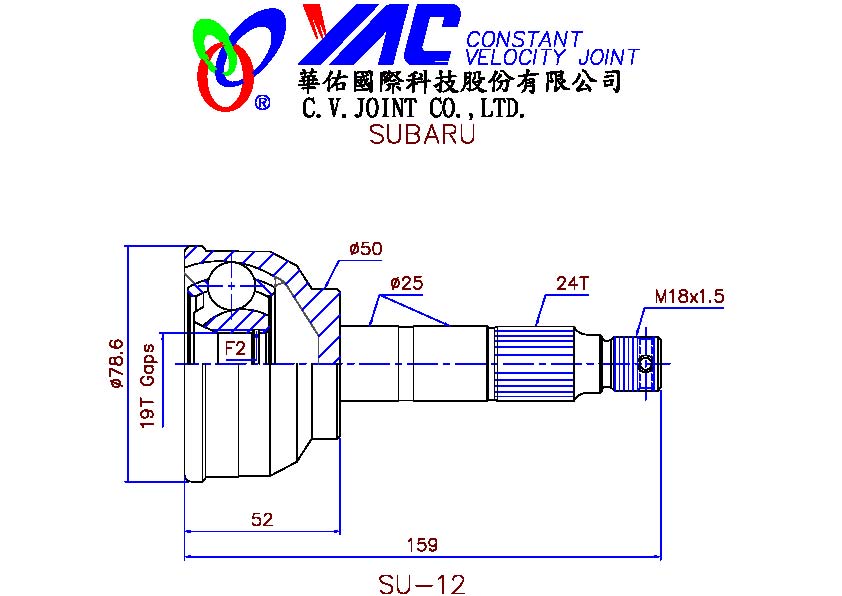 YAC CONSTANT
VELOCITY JOINT
®
華佑國際科技股份有限公司
C.V.JOINT CO.,LTD.
SUBARU
ø50
ø25
24T
M18x1.5
F2
ø78.6
19T Gaps
52
159
SU-12